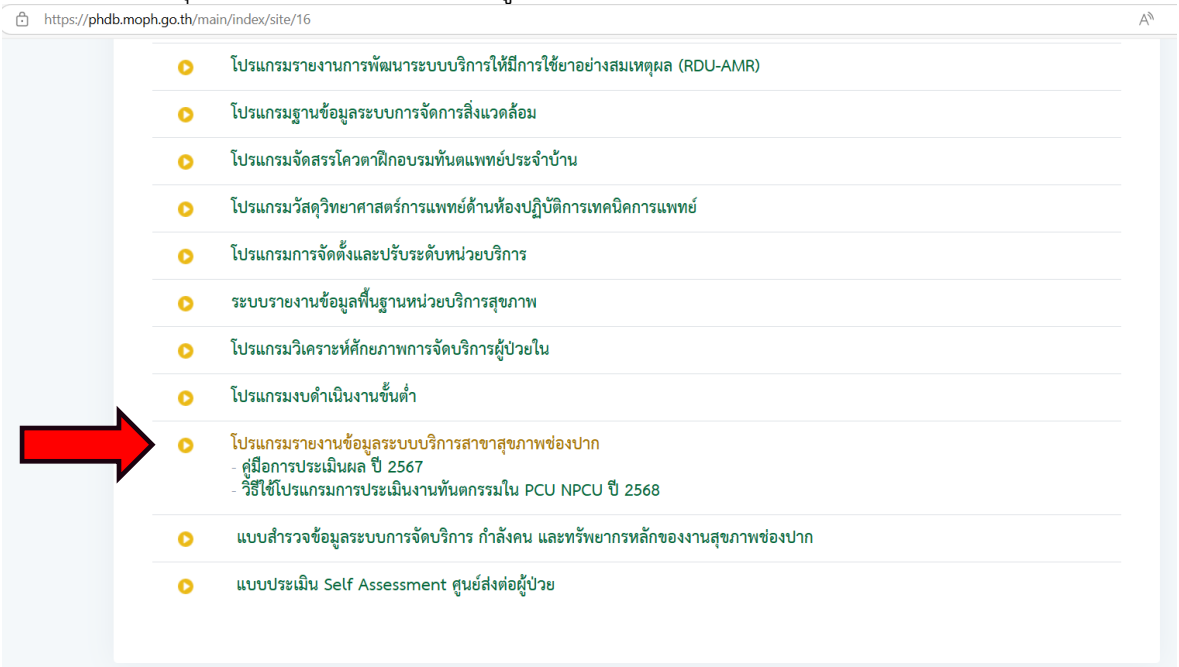 https://phdb.moph.go.th/main/index/site/16
โปรแกรมรายงานการพัฒนาระบบบริการให้มีการใช้ยาอย่างสมเหตุผล (RDU-AMR)
โปรแกรมฐานข้อมูลระบบการจัดการสิ่งแวดล้อม
โปรแกรมจัดสรรโควตาฝึกอบรมทันตแพทย์ประจำบ้าน
โปรแกรมวัสดุวิทยาศาสตร์การแพทย์ด้านห้องปฏิบัติการเทคนิคการแพทย์
โปรแกรมการจัดตั้งและปรับระดับหน่วยบริการ
ระบบรายงานข้อมูลพื้นฐานหน่วยบริการสุขภาพ
โปรแกรมวิเคราะห์ศักยภาพการจัดบริการผู้ป่วยใน
โปรแกรมงบดำเนินงานขั้นต่ำ
โปรแกรมรายงานข้อมูลระบบบริการสาขาสุขภาพช่องปาก
- คู่มือการประเมินผล ปี 2567
- วิธีใช้โปรแกรมการประเมินงานทันตกรรมใน PCU NPCU ปี 2568
แบบสำรวจข้อมูลระบบการจัดบริการ กำลังคน และทรัพยากรหลักของงานสุขภาพช่องปาก
แบบประเมิน Self Assessment ศูนย์ส่งต่อผู้ป่วย